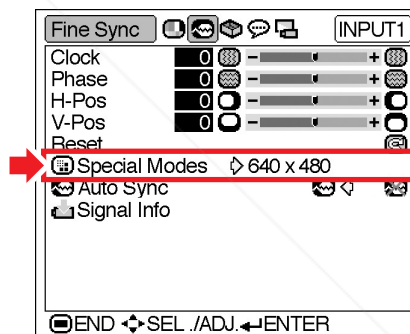 Fine Sync INPUT1
Clock 0 - +
Phase 0 - +
H-Pos 0 - +
V-Pos 0 - +
Reset
Special Modes 640 x 480
Auto Sync
Signal Info
END SEL./ADJ. ENTER